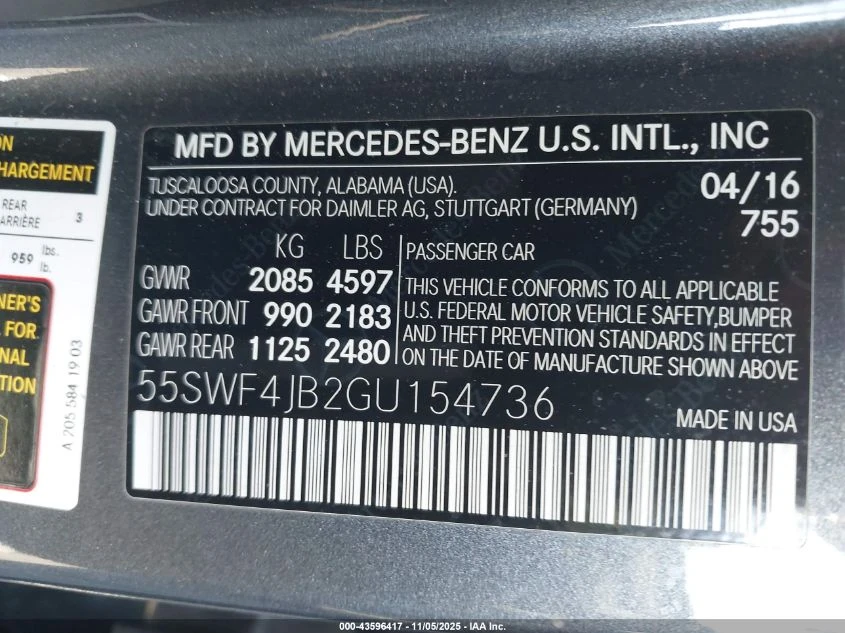 ON
HARGEMENT
REAR
ARRIÈRE
3
959 lbs.
lb.
NER'S
L FOR
ONAL
ATION
A 205 584 19 03
MFD BY MERCEDES-BENZ U.S. INTL., INC
TUSCALOOSA COUNTY, ALABAMA (USA).
UNDER CONTRACT FOR DAIMLER AG, STUTTGART (GERMANY)
04/16
755
KG LBS
GVWR 2085 4597
GAWR FRONT 990 2183
GAWR REAR 1125 2480
PASSENGER CAR
THIS VEHICLE CONFORMS TO ALL APPLICABLE
U.S. FEDERAL MOTOR VEHICLE SAFETY,BUMPER
AND THEFT PREVENTION STANDARDS IN EFFECT
ON THE DATE OF MANUFACTURE SHOWN ABOVE
55SWF4JB2GU154736
MADE IN USA
000-43596417 - 11/05/2025 - IAA Inc.